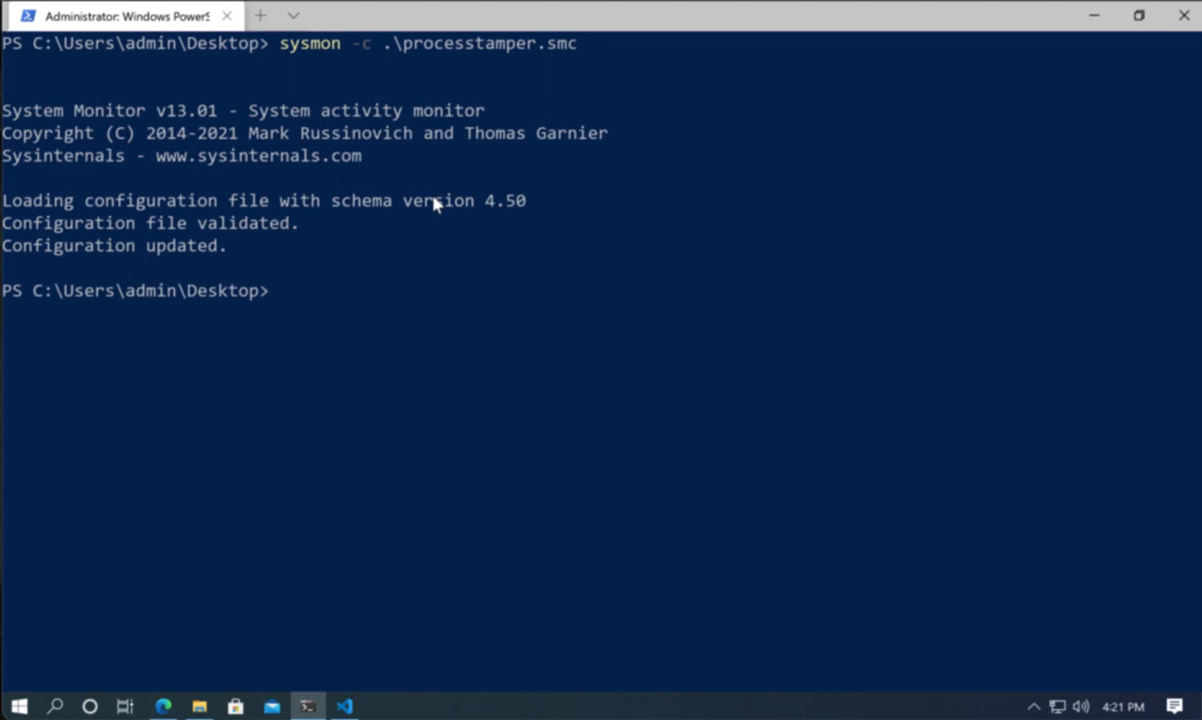 Administrator: Windows PowerS
PS C:\Users\admin\Desktop> sysmon -c .\processtamper.smc
System Monitor v13.01 - System activity monitor
Copyright (C) 2014-2021 Mark Russinovich and Thomas Garnier
Sysinternals - www.sysinternals.com
Loading configuration file with schema version 4.50
Configuration file validated.
Configuration updated.
PS C:\Users\admin\Desktop>
4:21 PM